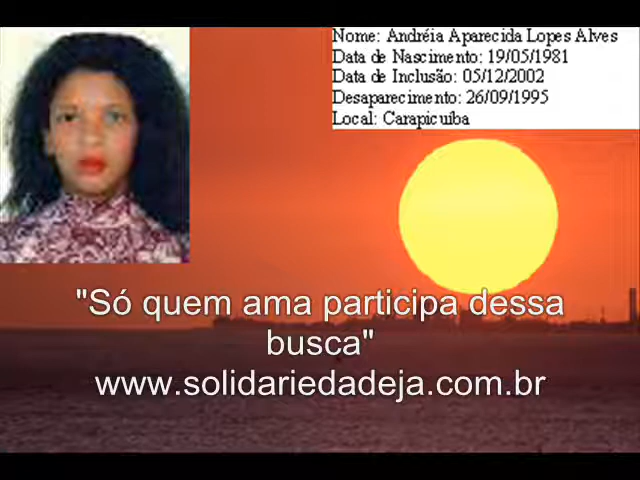 Nome: Andréia Aparecida Lopes Alves
Data de Nascimento: 19/05/1981
Data de Inclusão: 05/12/2002
Desaparecimento: 26/09/1995
Local: Carapicuíba
"Só quem ama participa dessa
busca"
www.solidariedadeja.com.br